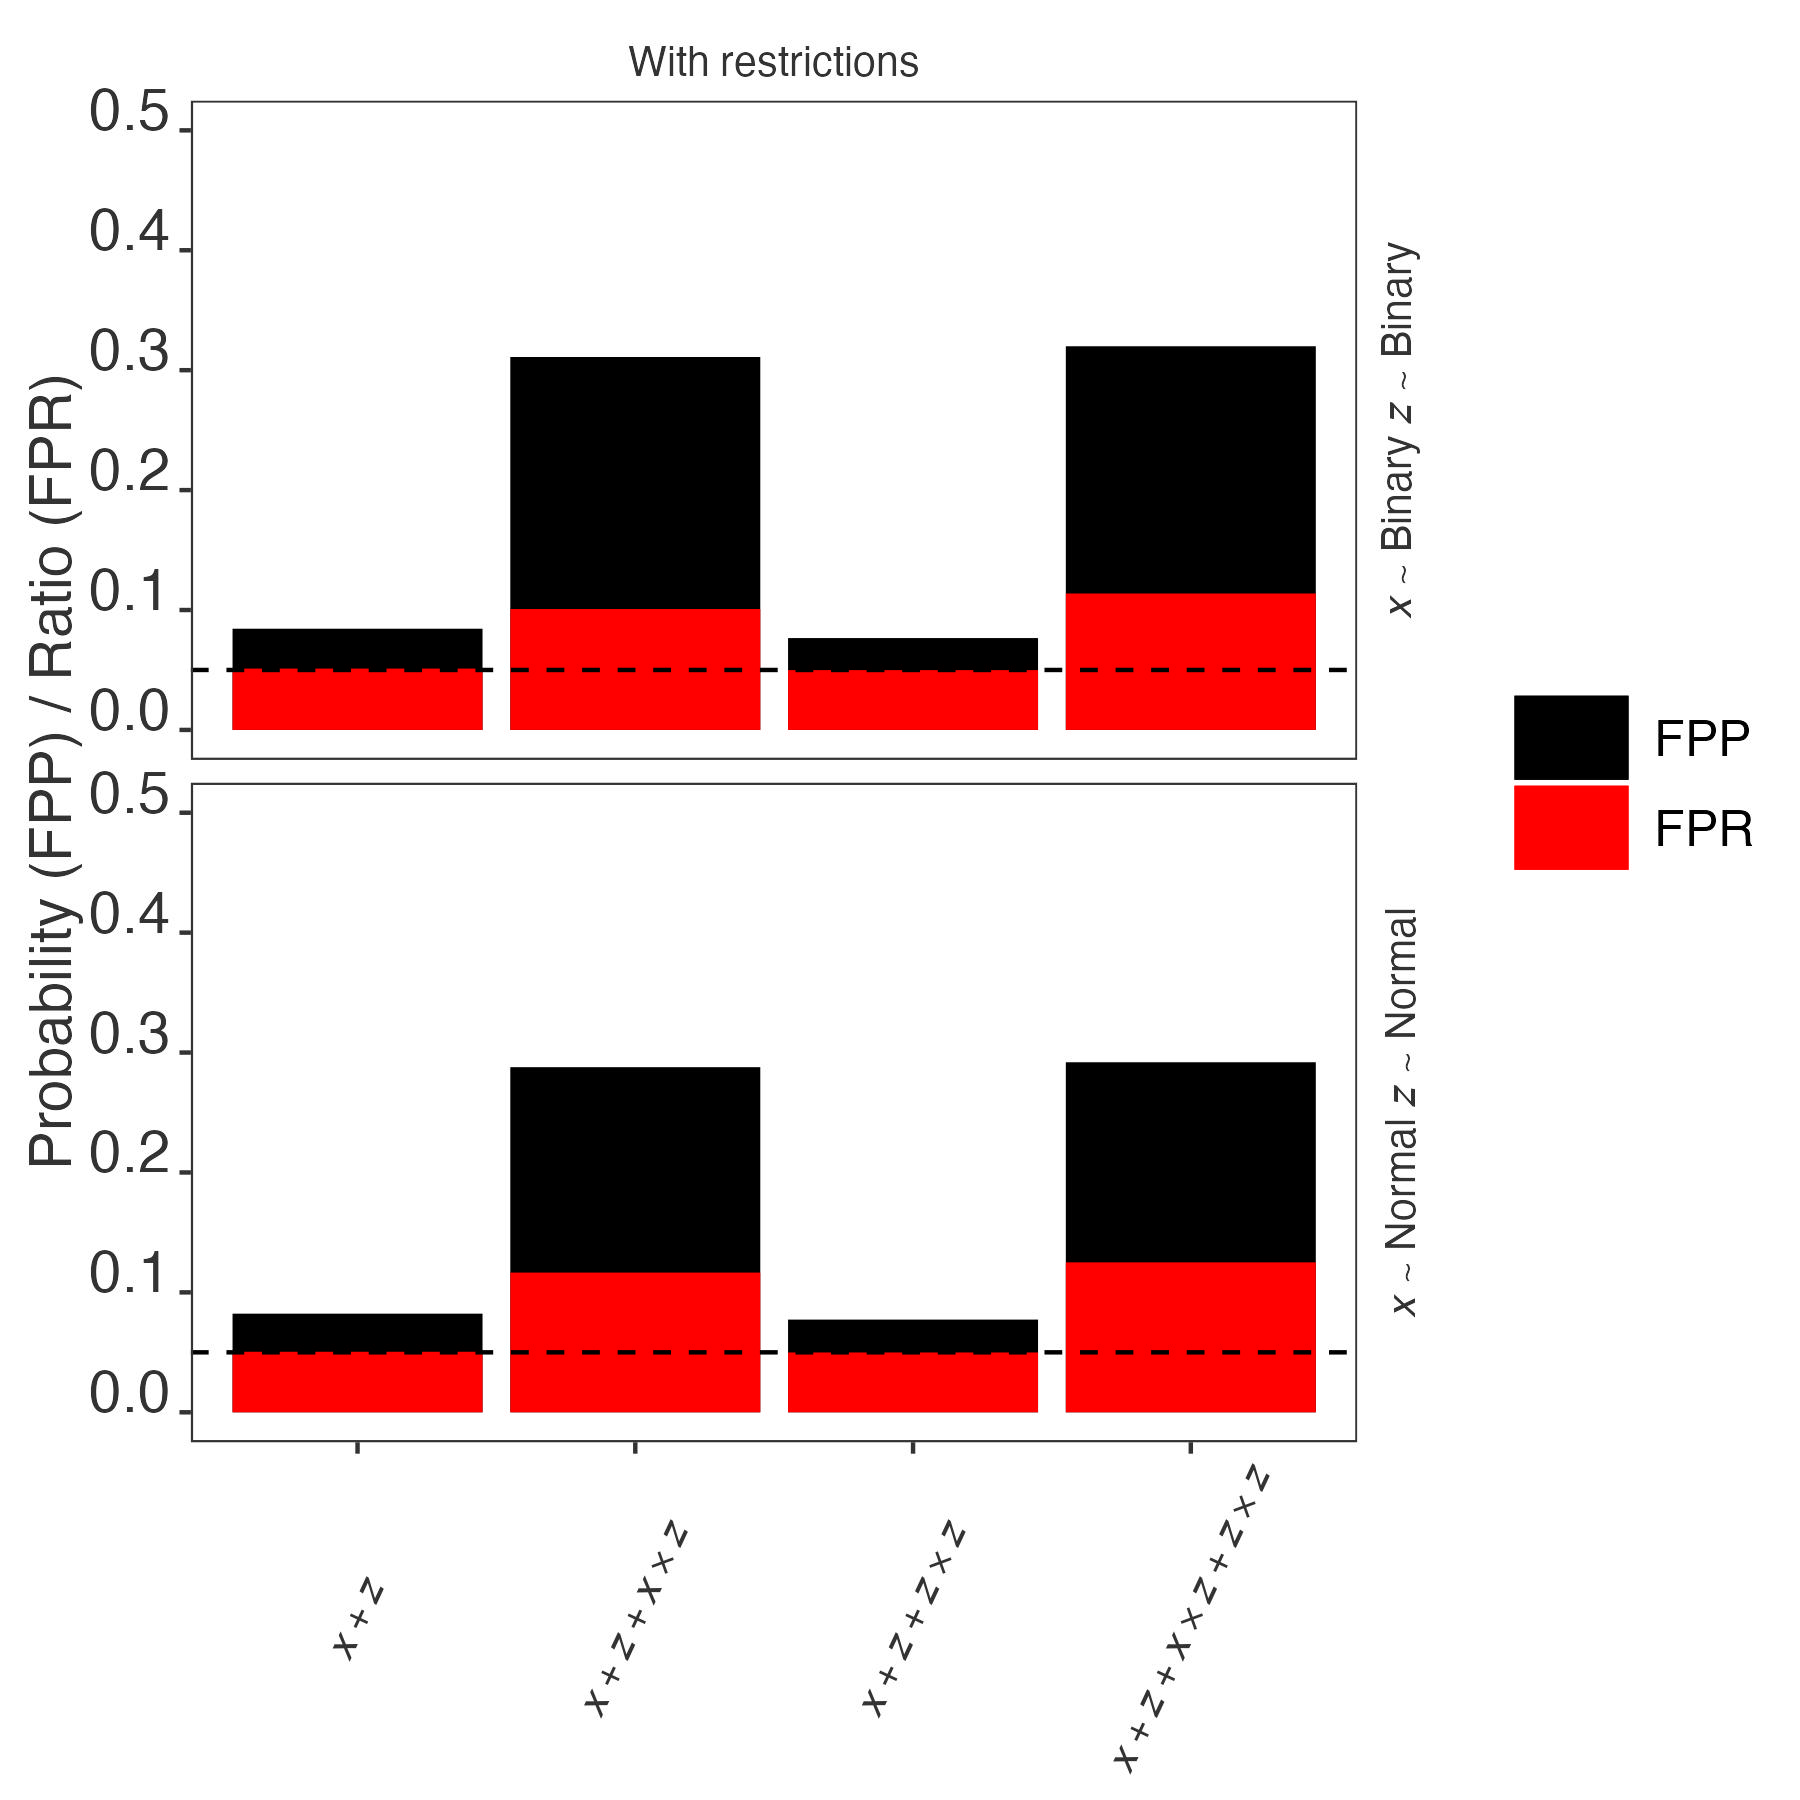 With restrictions
Probability (FPP) / Ratio (FPR)
0.5
0.4
0.3
0.2
0.1
0.0
x ~ Binary z ~ Binary
0.5
0.4
0.3
0.2
0.1
0.0
x ~ Normal z ~ Normal
x + z
x + z + x × z
x + z + z × z
x + z + x × z + z × z
FPP
FPR